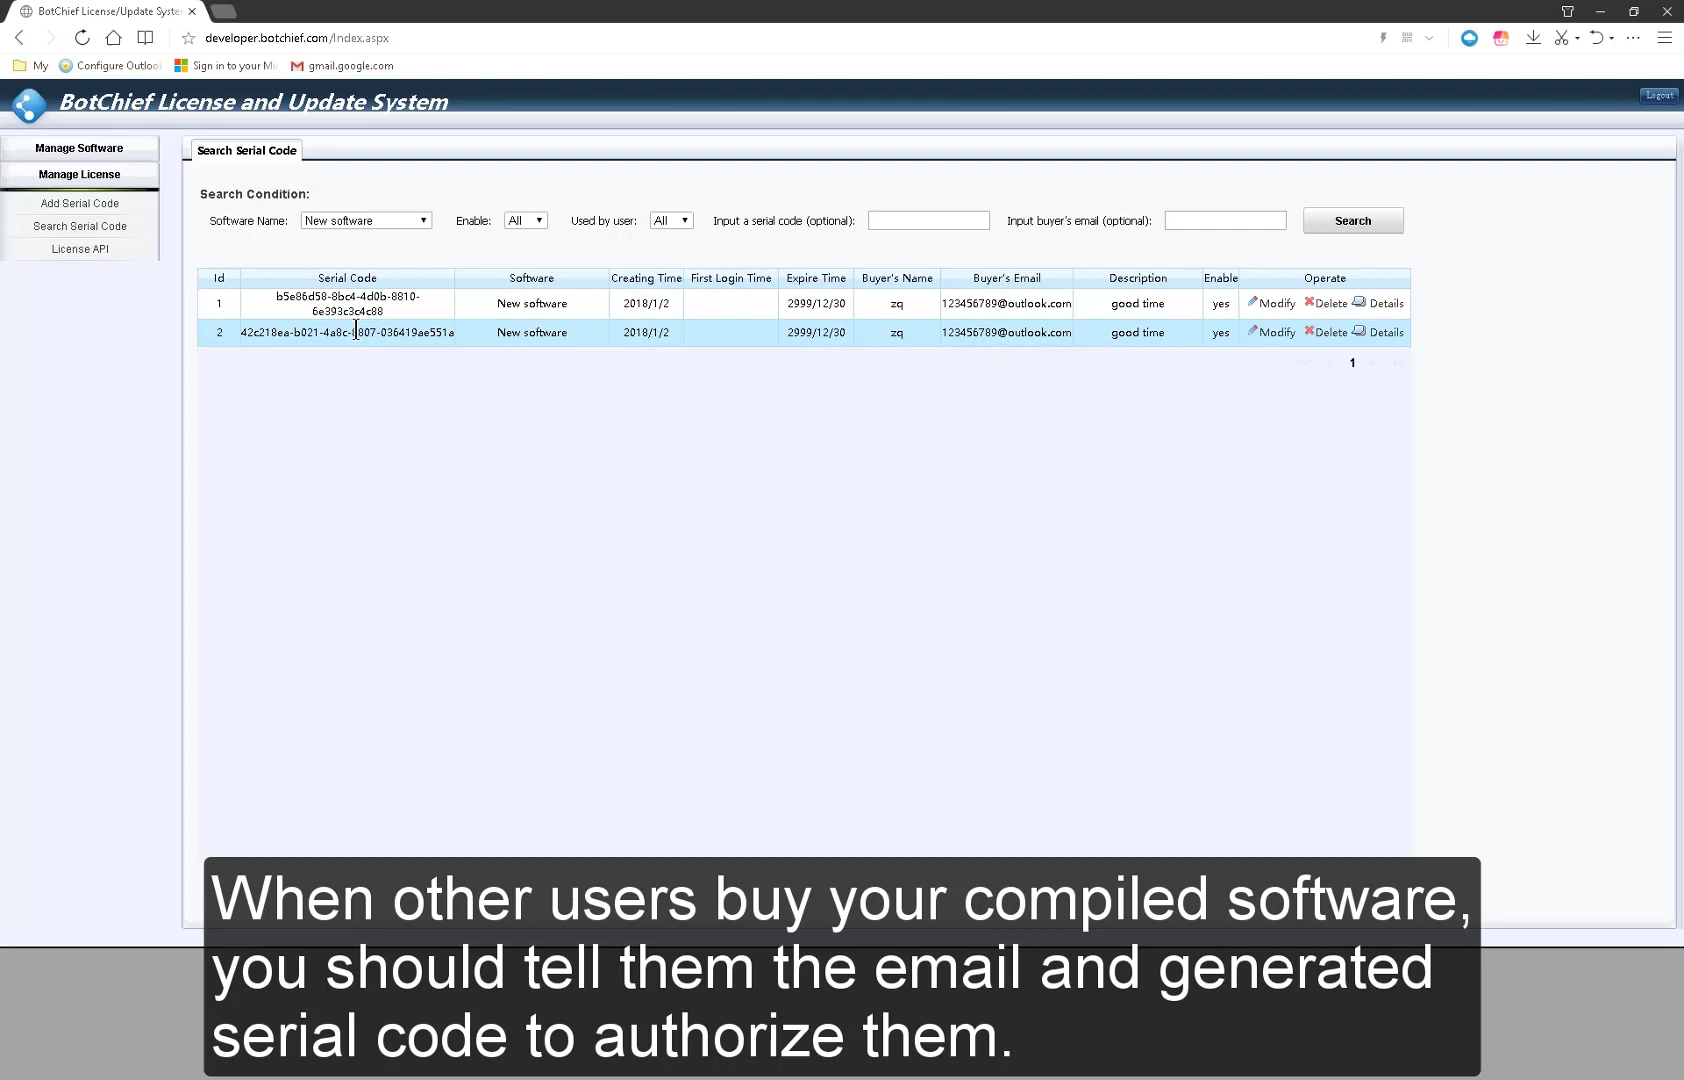 BotChief License/Update Syste
developer.botchief.com/Index.aspx
My Configure Outlook Sign in to your Mi gmail.google.com
BotChief License and Update System
Logout
Manage Software
Manage License
Add Serial Code
Search Serial Code
License API
Search Serial Code
Search Condition:
Software Name: New software Enable: All Used by user: All Input a serial code (optional): Input buyer's email (optional): Search
Id Serial Code Software Creating Time First Login Time Expire Time Buyer's Name Buyer's Email Description Enable Operate
1 b5e86d58-8bc4-4d0b-8810-
6e393c3c4c88 New software 2018/1/2 2999/12/30 zq 123456789@outlook.com good time yes Modify Delete Details
2 New software 2018/1/2 2999/12/30 zq 123456789@outlook.com good time yes Modify Delete Details
<< < 1 > >>
When other users buy your compiled software,
you should tell them the email and generated
serial code to authorize them.